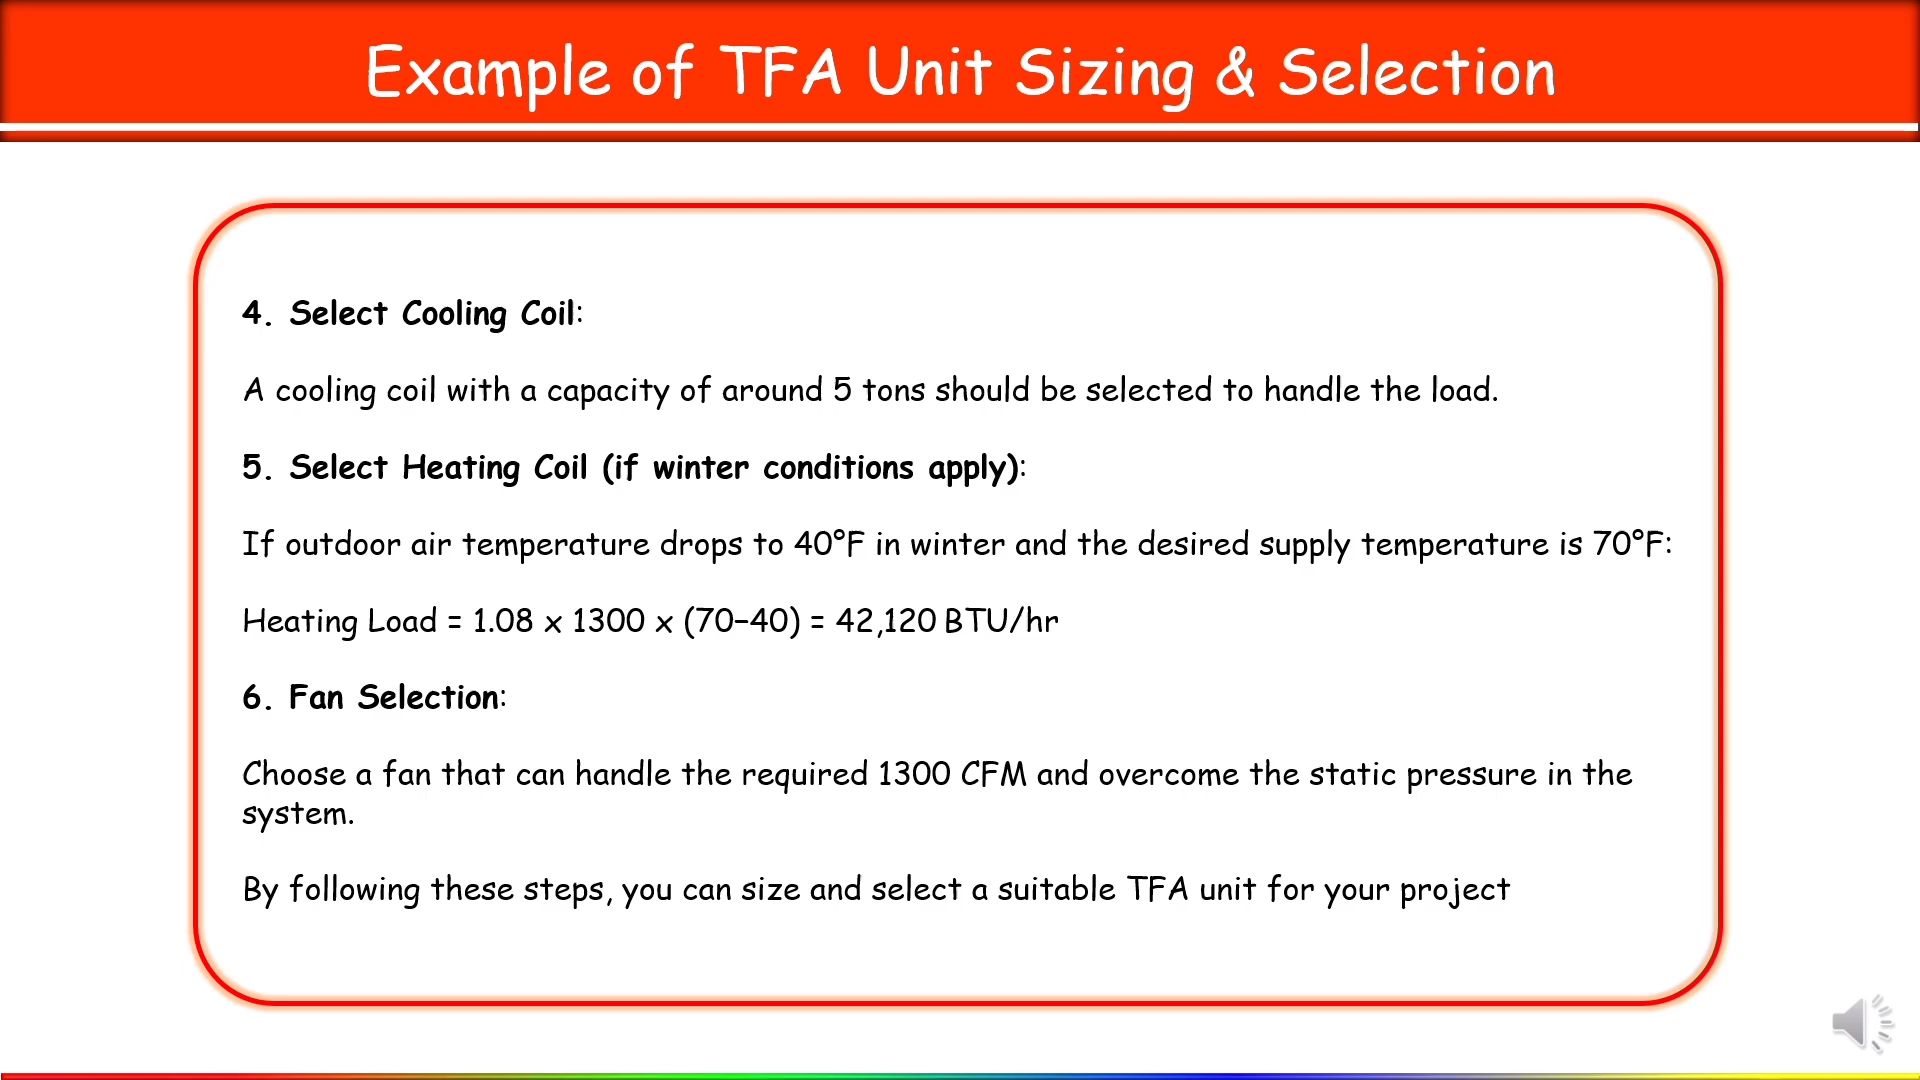 Example of TFA Unit Sizing & Selection
4. Select Cooling Coil:
A cooling coil with a capacity of around 5 tons should be selected to handle the load.
5. Select Heating Coil (if winter conditions apply):
If outdoor air temperature drops to 40°F in winter and the desired supply temperature is 70°F:
Heating Load = 1.08 x 1300 x (70−40) = 42,120 BTU/hr
6. Fan Selection:
Choose a fan that can handle the required 1300 CFM and overcome the static pressure in the
system.
By following these steps, you can size and select a suitable TFA unit for your project